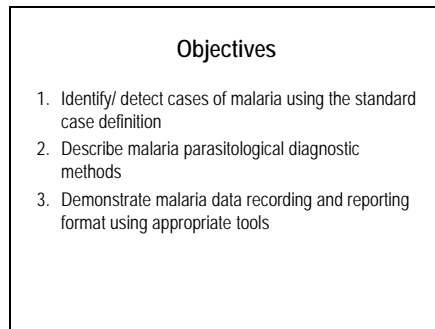 Objectives
1. Identify/ detect cases of malaria using the standard
case definition
2. Describe malaria parasitological diagnostic
methods
3. Demonstrate malaria data recording and reporting
format using appropriate tools